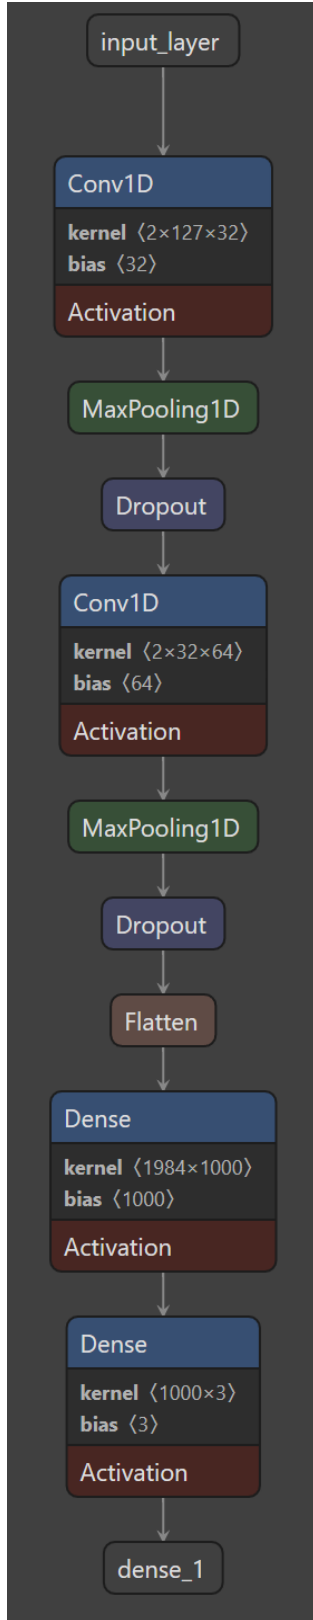 input_layer
Conv1D
kernel 〈2×127×32〉
bias 〈32〉
Activation
MaxPooling1D
Dropout
Conv1D
kernel 〈2×32×64〉
bias 〈64〉
Activation
MaxPooling1D
Dropout
Flatten
Dense
kernel 〈1984×1000〉
bias 〈1000〉
Activation
Dense
kernel 〈1000×3〉
bias 〈3〉
Activation
dense_1